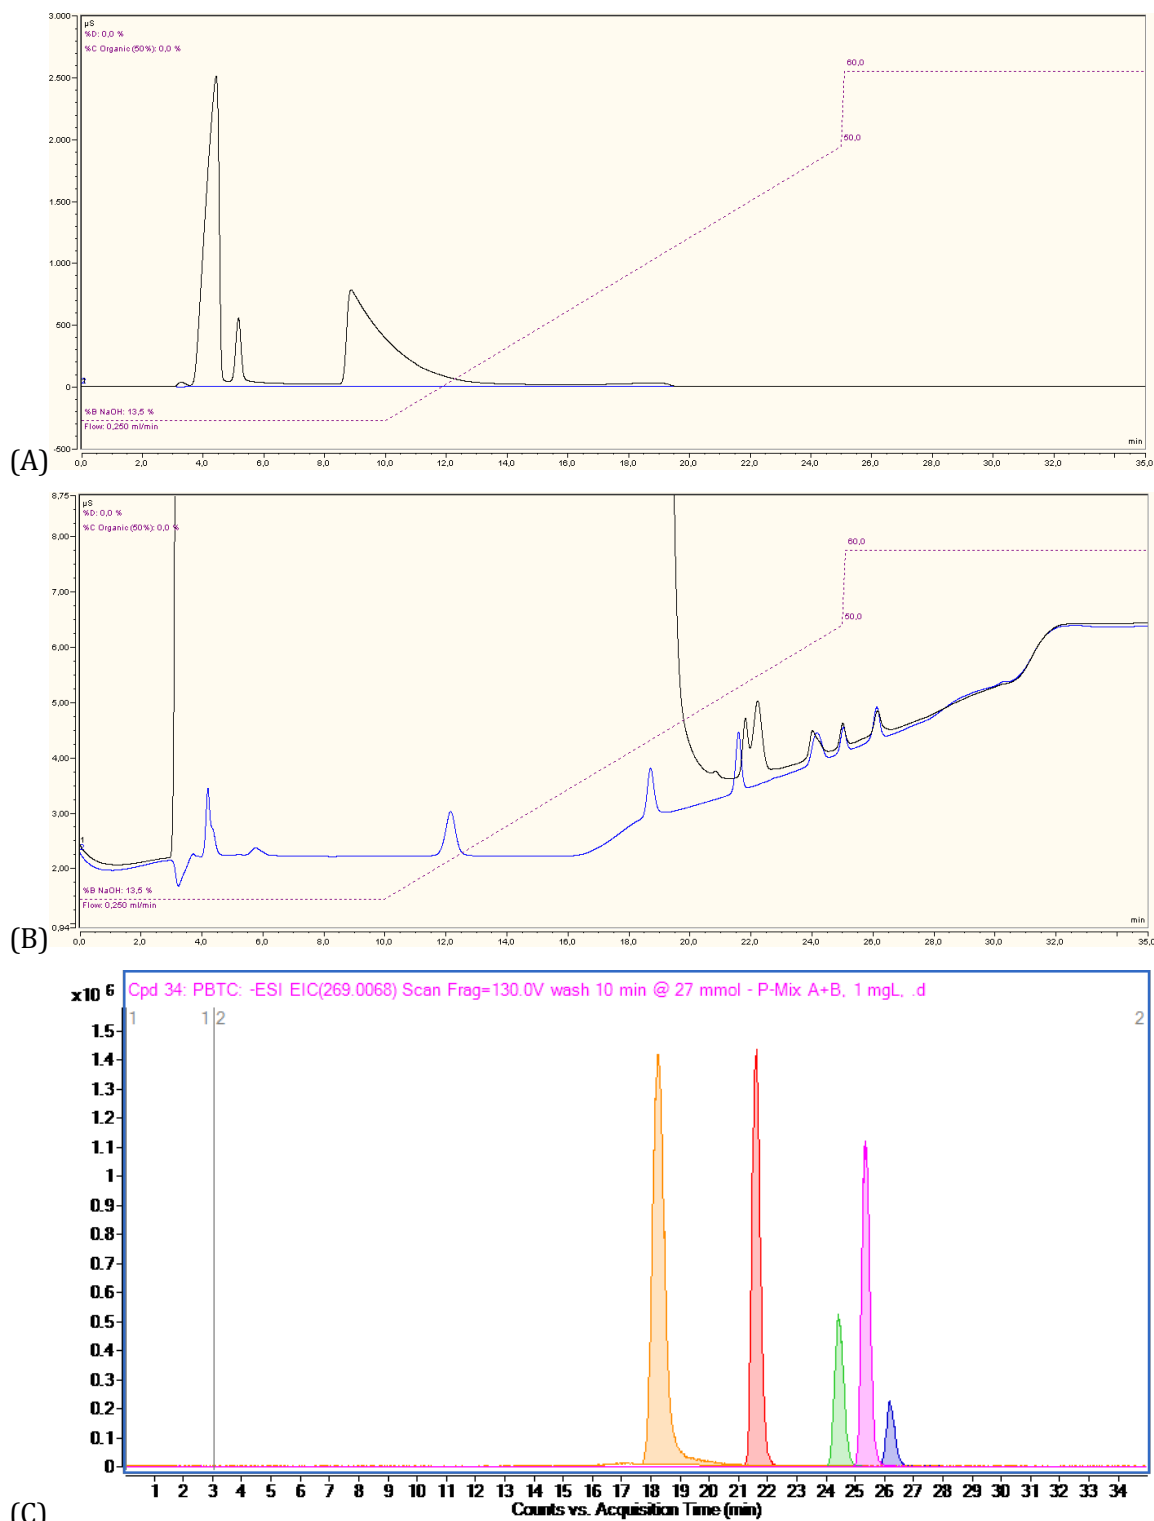 3.000
µS
%D: 0,0 %
%C Organic (50%): 0,0 %
60,0
2.500
2.000
50,0
1.500
1.000
500
0
%B NaOH: 13,5 %
Flow: 0,250 ml/min
min
-500
(A)
0,0 2,0 4,0 6,0 8,0 10,0 12,0 14,0 16,0 18,0 20,0 22,0 24,0 26,0 28,0 30,0 32,0 35,0
8,75
µS
%D: 0,0 %
%C Organic (50%): 0,0 %
8,00
60,0
7,00
50,0
6,00
5,00
4,00
3,00
2,00
%B NaOH: 13,5 %
Flow: 0,250 ml/min
min
0,94
(B)
0,0 2,0 4,0 6,0 8,0 10,0 12,0 14,0 16,0 18,0 20,0 22,0 24,0 26,0 28,0 30,0 32,0 35,0
x10 6 Cpd 34: PBTC: -ESI EIC(269.0068) Scan Frag=130.0V wash 10 min @ 27 mmol - P-Mix A+B, 1 mgL, .d
1 1 2 2
1.5
1.4
1.3
1.2
1.1
1
0.9
0.8
0.7
0.6
0.5
0.4
0.3
0.2
0.1
0
1 2 3 4 5 6 7 8 9 10 11 12 13 14 15 16 17 18 19 20 21 22 23 24 25 26 27 28 29 30 31 32 33 34
Counts vs. Acquisition Time (min)
(C)